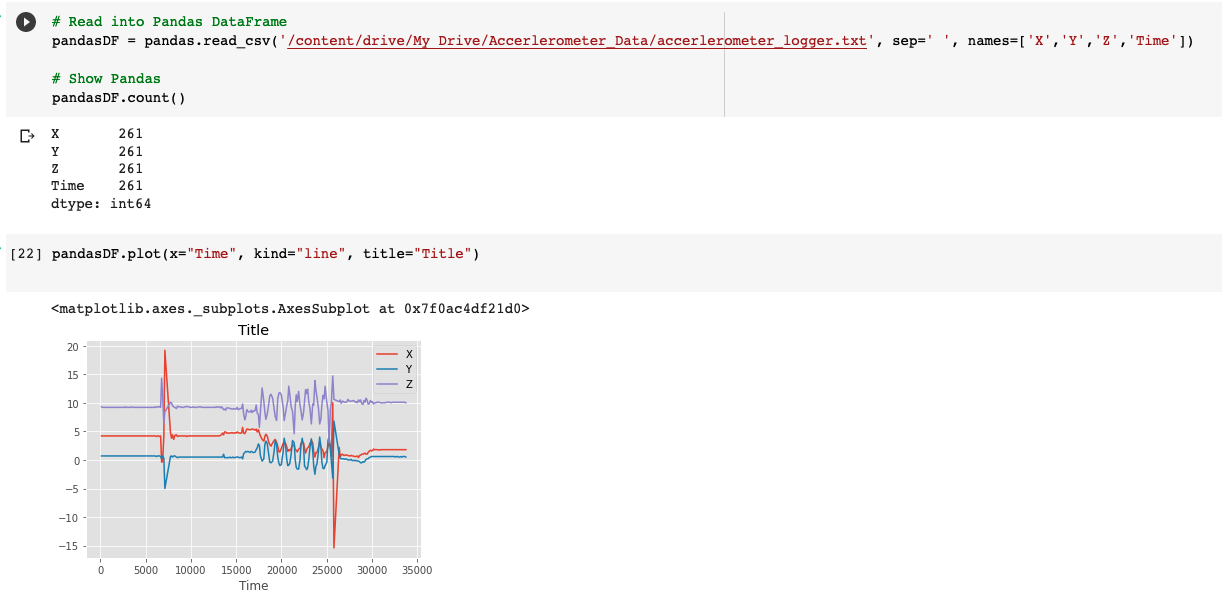 # Read into Pandas DataFrame
pandasDF = pandas.read_csv('/content/drive/My Drive/Accerlerometer_Data/accerlerometer_logger.txt', sep=' ', names=['X','Y','Z','Time'])
# Show Pandas
pandasDF.count()
X 261
Y 261
Z 261
Time 261
dtype: int64
[22] pandasDF.plot(x="Time", kind="line", title="Title")
<matplotlib.axes._subplots.AxesSubplot at 0x7f0ac4df21d0>
Title
X
Y
Z
20
15
10
5
0
−5
−10
−15
0 5000 10000 15000 20000 25000 30000 35000
Time